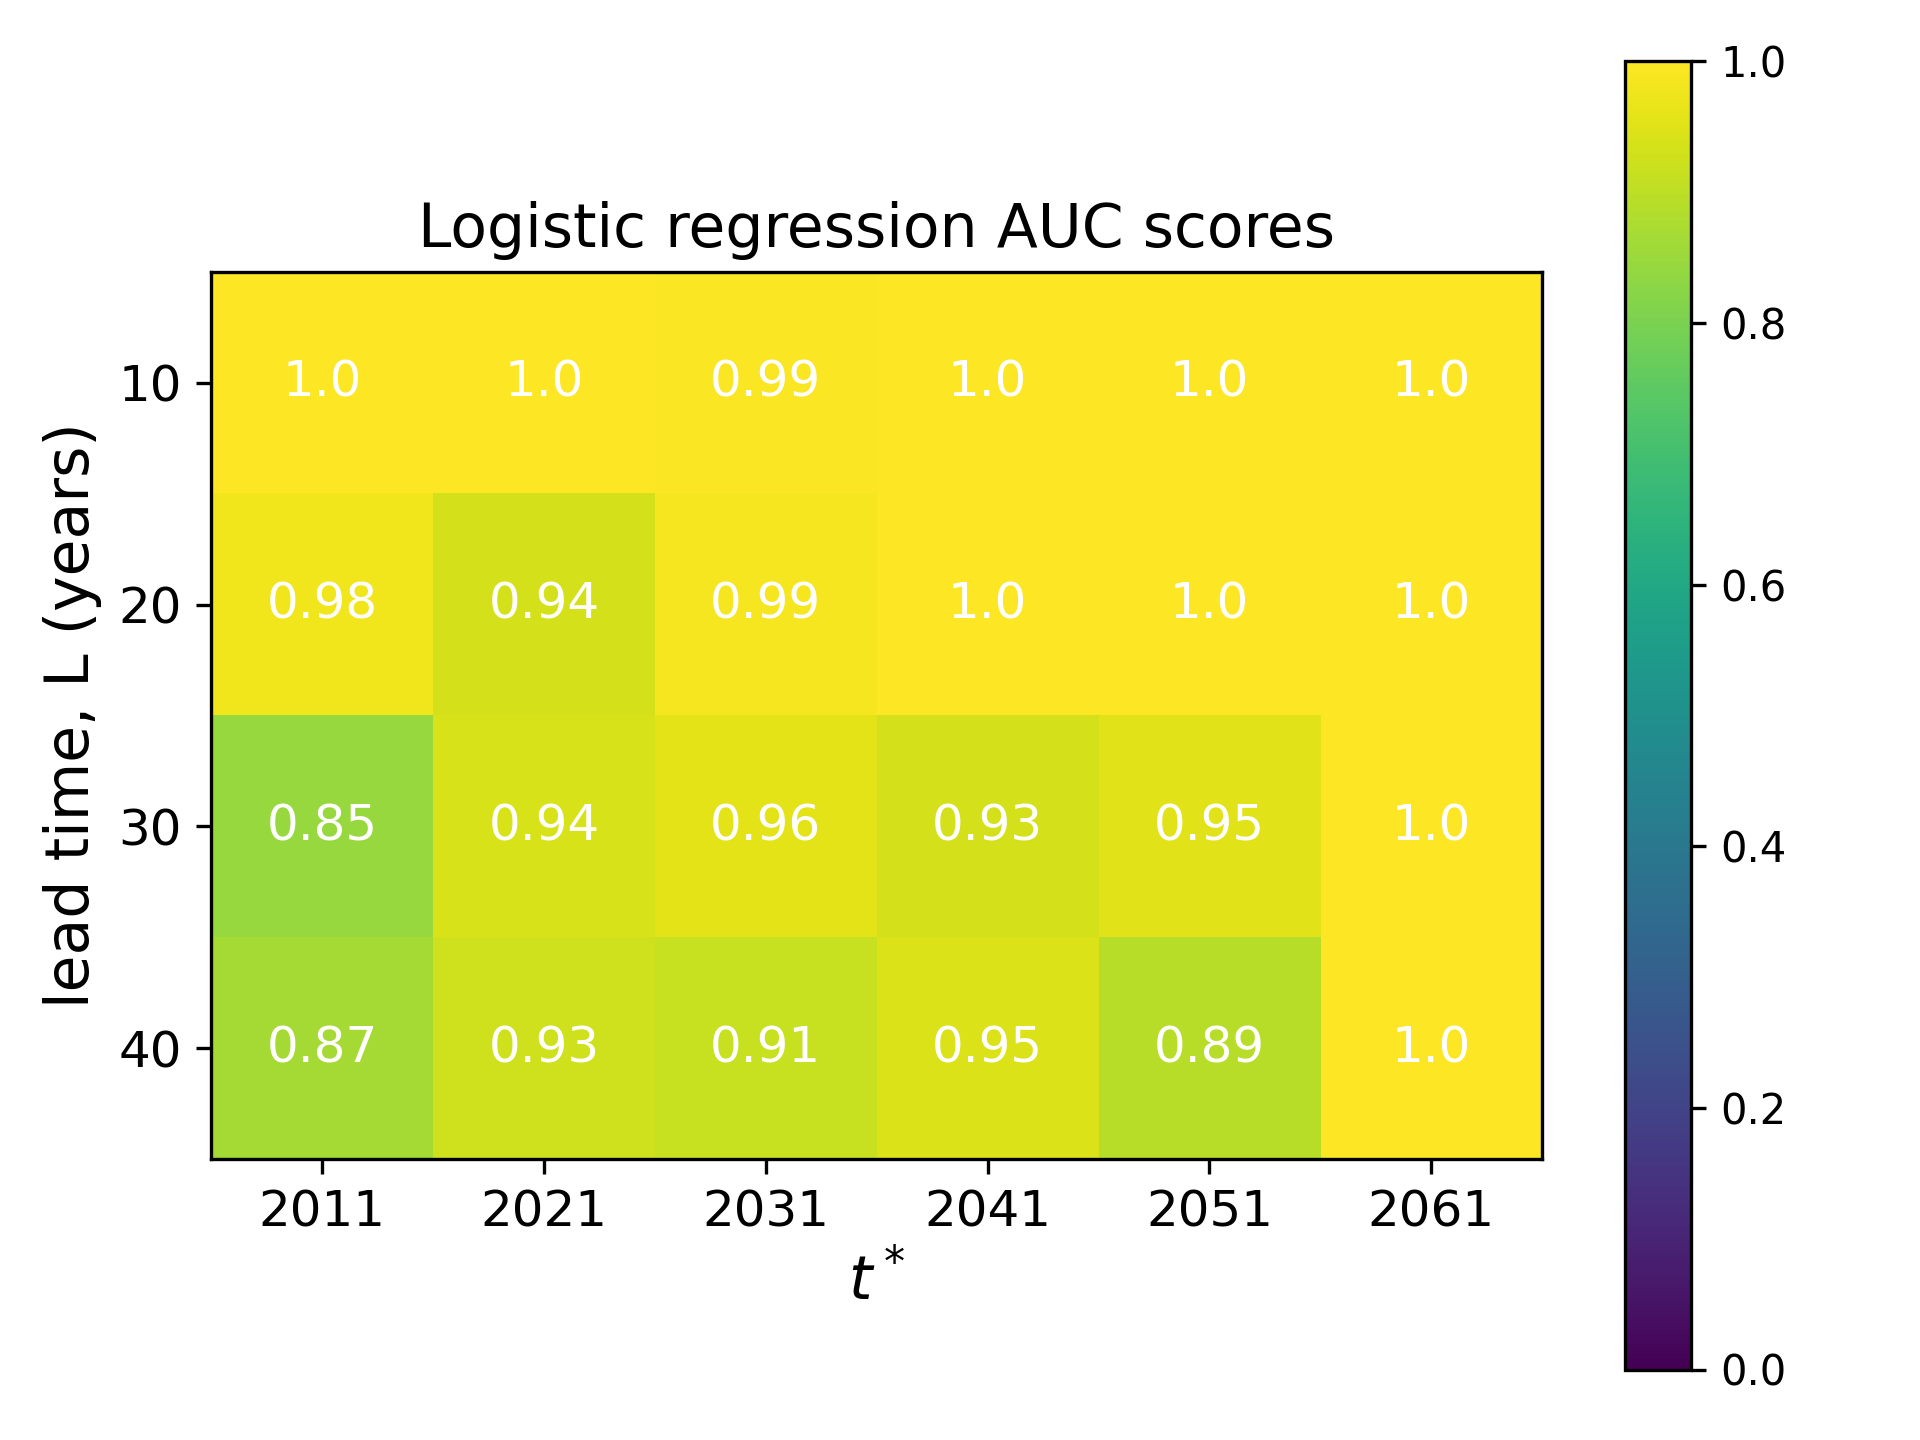 Logistic regression AUC scores
lead time, L (years)
10 1.0 1.0 0.99 1.0 1.0 1.0
20 0.98 0.94 0.99 1.0 1.0 1.0
30 0.85 0.94 0.96 0.93 0.95 1.0
40 0.87 0.93 0.91 0.95 0.89 1.0
2011 2021 2031 2041 2051 2061
t*
1.0
0.8
0.6
0.4
0.2
0.0